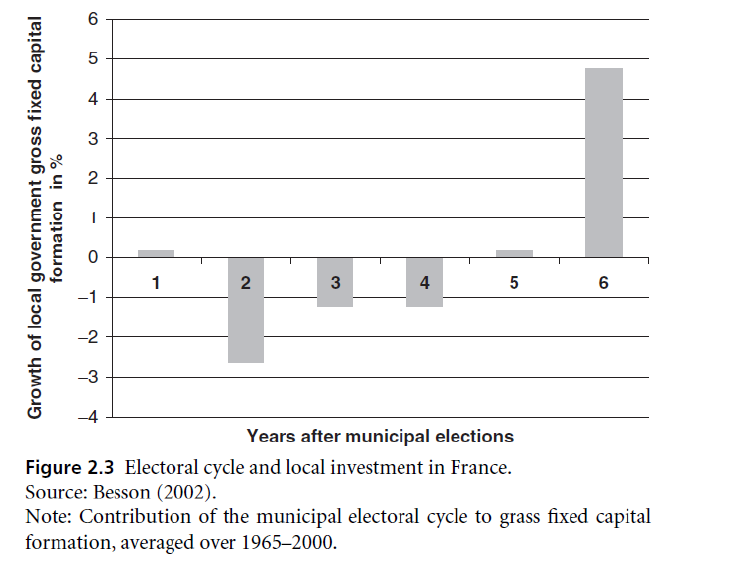 Growth of local government gross fixed capital
formation in %
6
5
4
3
2
1
0
–1
–2
–3
–4
1 2 3 4 5 6
Years after municipal elections
Figure 2.3 Electoral cycle and local investment in France.
Source: Besson (2002).
Note: Contribution of the municipal electoral cycle to grass fixed capital
formation, averaged over 1965–2000.